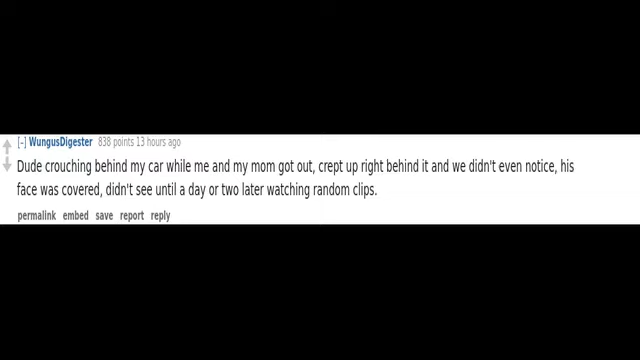 [-] WungusDigester 838 points 13 hours ago
Dude crouching behind my car while me and my mom got out, crept up right behind it and we didn't even notice, his
face was covered, didn't see until a day or two later watching random clips.
permalink embed save report reply